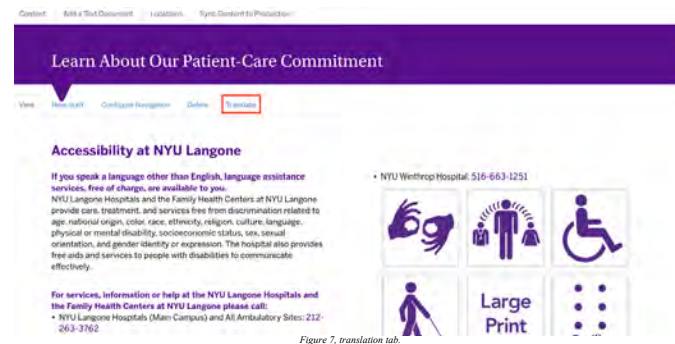 Content Add a Text Document Locations Sync Content to Production
Learn About Our Patient-Care Commitment
View New draft Configure Navigation Delete Translate
Accessibility at NYU Langone
If you speak a language other than English, language assistance
services, free of charge, are available to you.
NYU Langone Hospitals and the Family Health Centers at NYU Langone
provide care, treatment, and services free from discrimination related to
age, national origin, color, race, ethnicity, religion, culture, language,
physical or mental disability, socioeconomic status, sex, sexual
orientation, and gender identity or expression. The hospital also provides
free aids and services to people with disabilities to communicate
effectively.
For services, information or help at the NYU Langone Hospitals and
the Family Health Centers at NYU Langone please call:
• NYU Langone Hospitals (Main Campus) and All Ambulatory Sites: 212-
263-3762
• NYU Winthrop Hospital: 516-663-1251
Large
Print
Figure 7, translation tab.